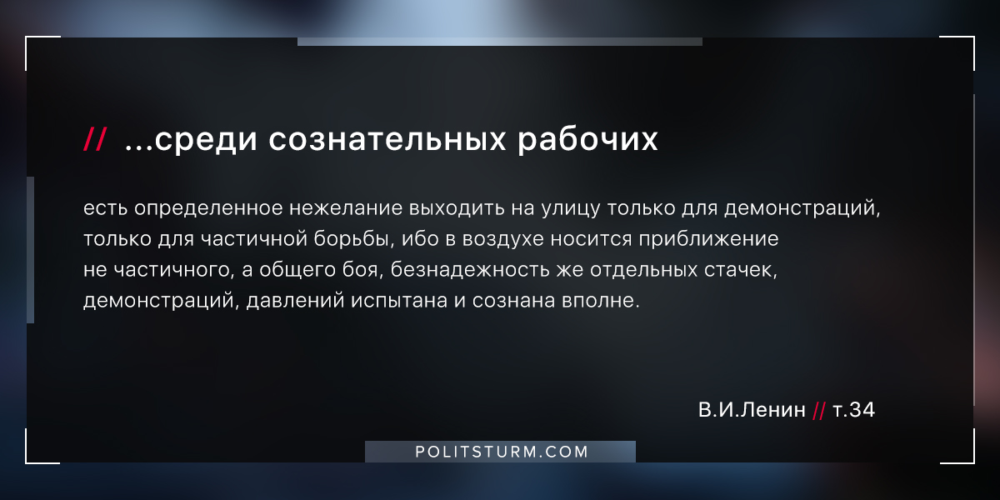 // ...среди сознательных рабочих
есть определенное нежелание выходить на улицу только для демонстраций,
только для частичной борьбы, ибо в воздухе носится приближение
не частичного, а общего боя, безнадежность же отдельных стачек,
демонстраций, давлений испытана и сознана вполне.
В.И.Ленин // т.34
POLITSTURM.COM